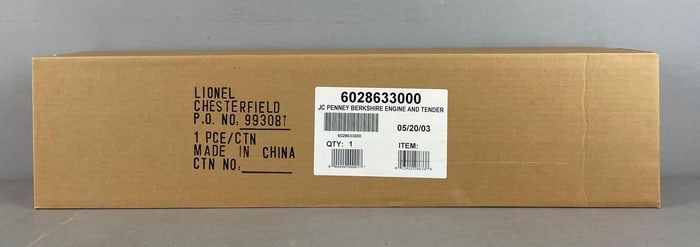 LIONEL
CHESTERFIELD
P.O. NO: 993081
1 PCE/CTN
MADE IN CHINA
CTN NO:
6028633000
JC PENNEY BERKSHIRE ENGINE AND TENDER
05/20/03
6028633000
QTY: 1
ITEM: